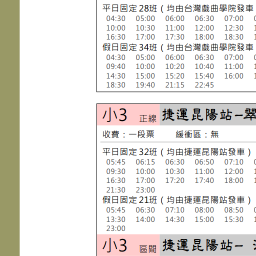 平日固定28班（均由台灣戲曲學院發車
04:30 05:00 06:00 06:30 07:00
10:00 10:30 11:00 12:00 12:30
16:30 17:00 17:30 18:00 18:30
假日固定34班（均由台灣戲曲學院發車
04:30 05:00 06:00 06:30 07:00
09:40 10:00 10:20 10:40 11:00
14:30 15:00 15:20 15:40 16:00
18:30 19:40 21:15 22:45
小3 正線 捷運昆陽站-
收費：一段票 緩衝區：無
平日固定32班（均由捷運昆陽站發車）
05:45 06:15 06:30 06:50 07:10
09:30 10:00 10:30 11:00 12:00
16:30 17:00 17:20 17:40 18:00
21:30 23:00
假日固定21班（均由捷運昆陽站發車）
05:45 06:30 07:10 08:00 08:50
13:00 14:00 14:30 15:00 15:30
23:00
小3 區間 捷運昆陽站-